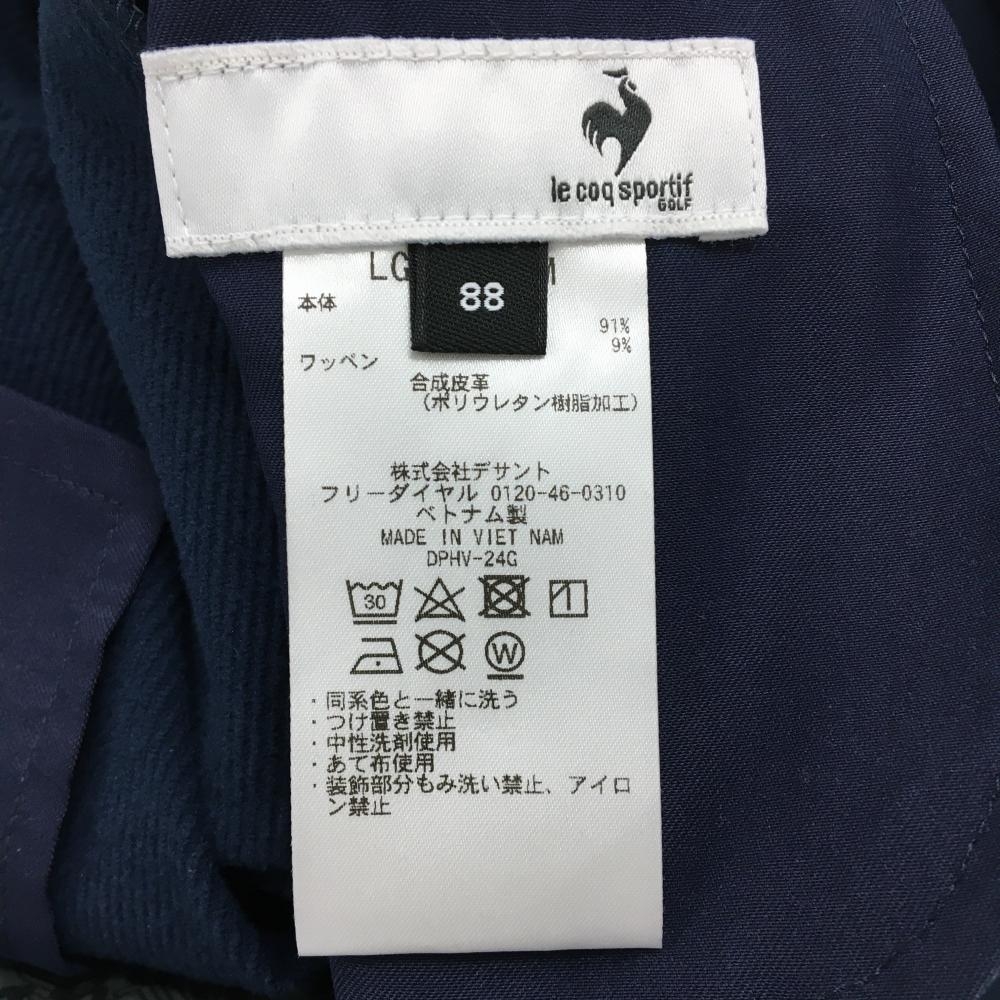 le coq sportif
GOLF
88
本体
91%
9%
ワッペン
合成皮革
(ポリウレタン樹脂加工)
株式会社デサント
フリーダイヤル 0120-46-0310
ベトナム製
MADE IN VIET NAM
DPHV-24G
30
W
・同系色と一緒に洗う
・つけ置き禁止
・中性洗剤使用
・あて布使用
・装飾部分もみ洗い禁止、アイロ
ン禁止